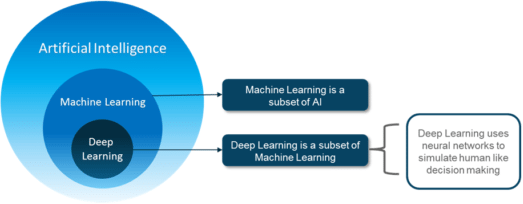 Artificial Intelligence
Machine Learning
Deep
Learning
Machine Learning is a
subset of AI
Deep Learning is a subset of
Machine Learning
Deep Learning uses
neural networks to
simulate human like
decision making